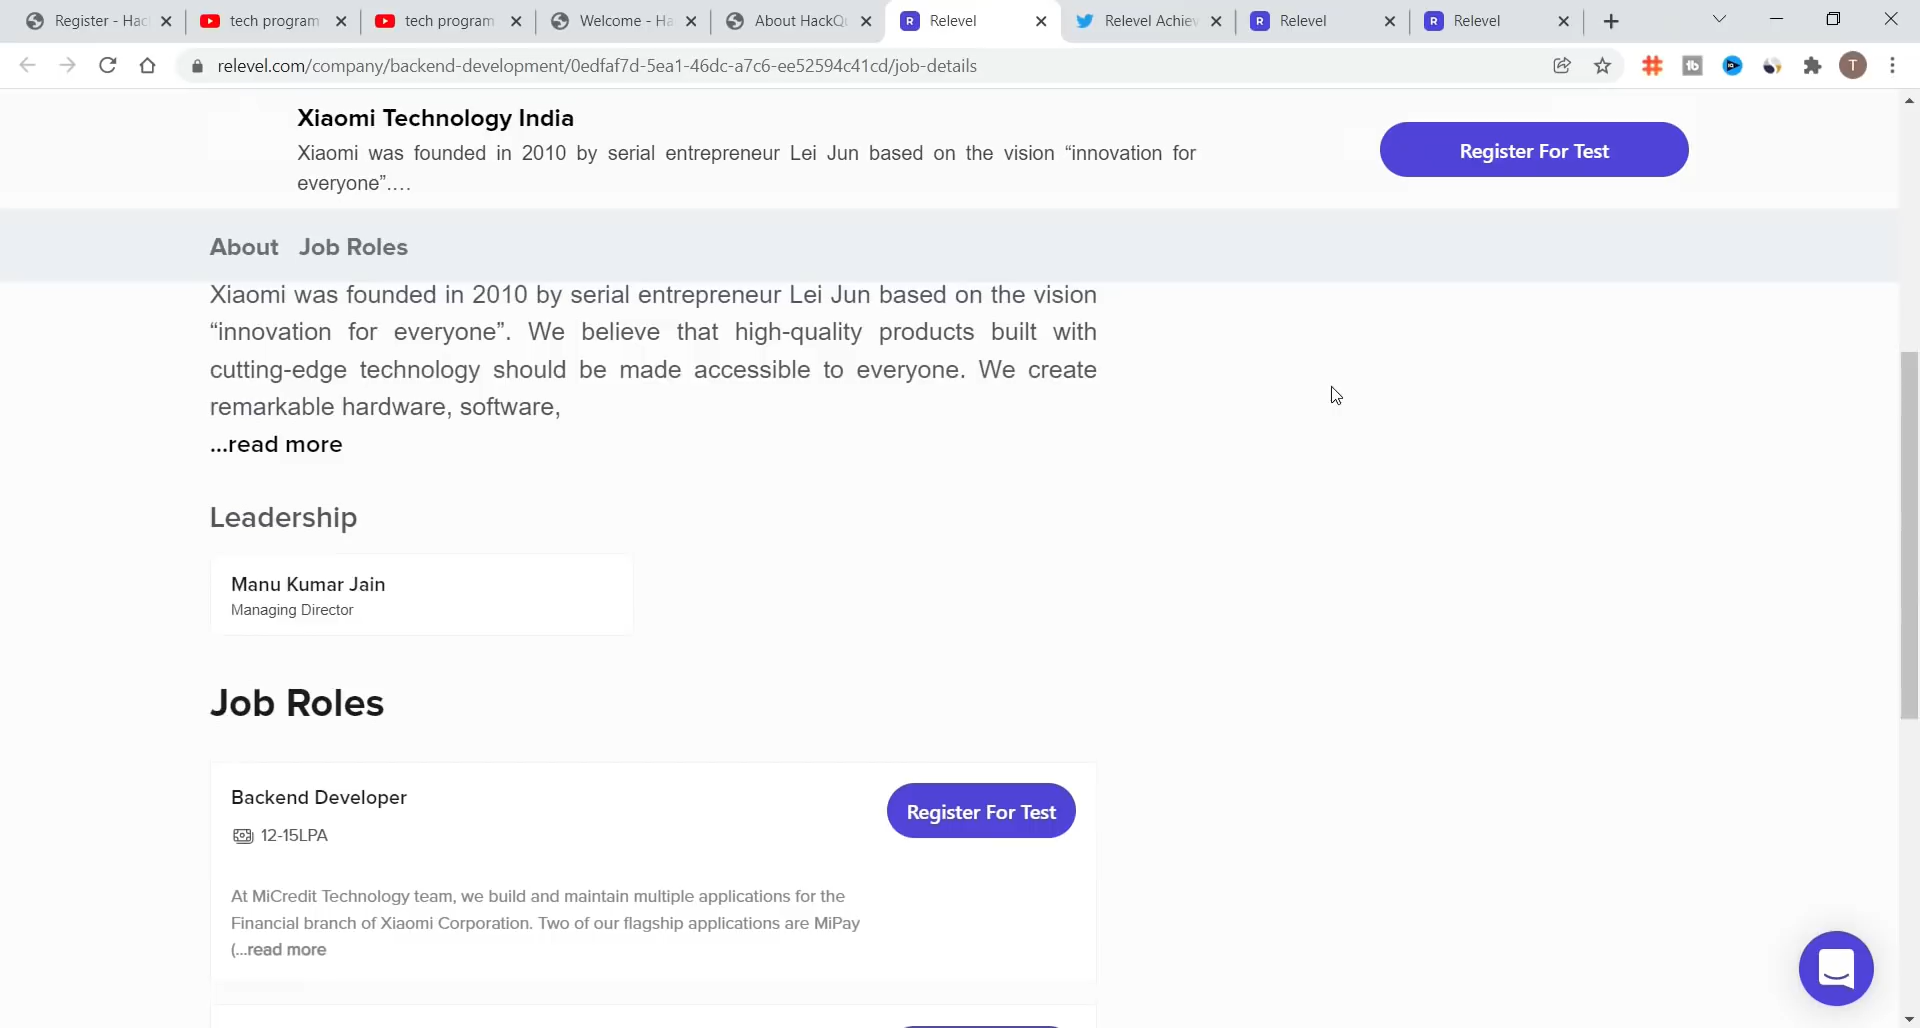 Register - Hac
tech program
tech program
Welcome - Ha
About HackQu
Relevel
Relevel Achiev
Relevel
Relevel
relevel.com/company/backend-development/0edfaf7d-5ea1-46dc-a7c6-ee52594c41cd/job-details
T
Xiaomi Technology India
Register For Test
Xiaomi was founded in 2010 by serial entrepreneur Lei Jun based on the vision “innovation for
everyone”.…
About Job Roles
Xiaomi was founded in 2010 by serial entrepreneur Lei Jun based on the vision
“innovation for everyone”. We believe that high-quality products built with
cutting-edge technology should be made accessible to everyone. We create
remarkable hardware, software,
...read more
Leadership
Manu Kumar Jain
Managing Director
Job Roles
Backend Developer
Register For Test
12-15LPA
At MiCredit Technology team, we build and maintain multiple applications for the
Financial branch of Xiaomi Corporation. Two of our flagship applications are MiPay
(...read more